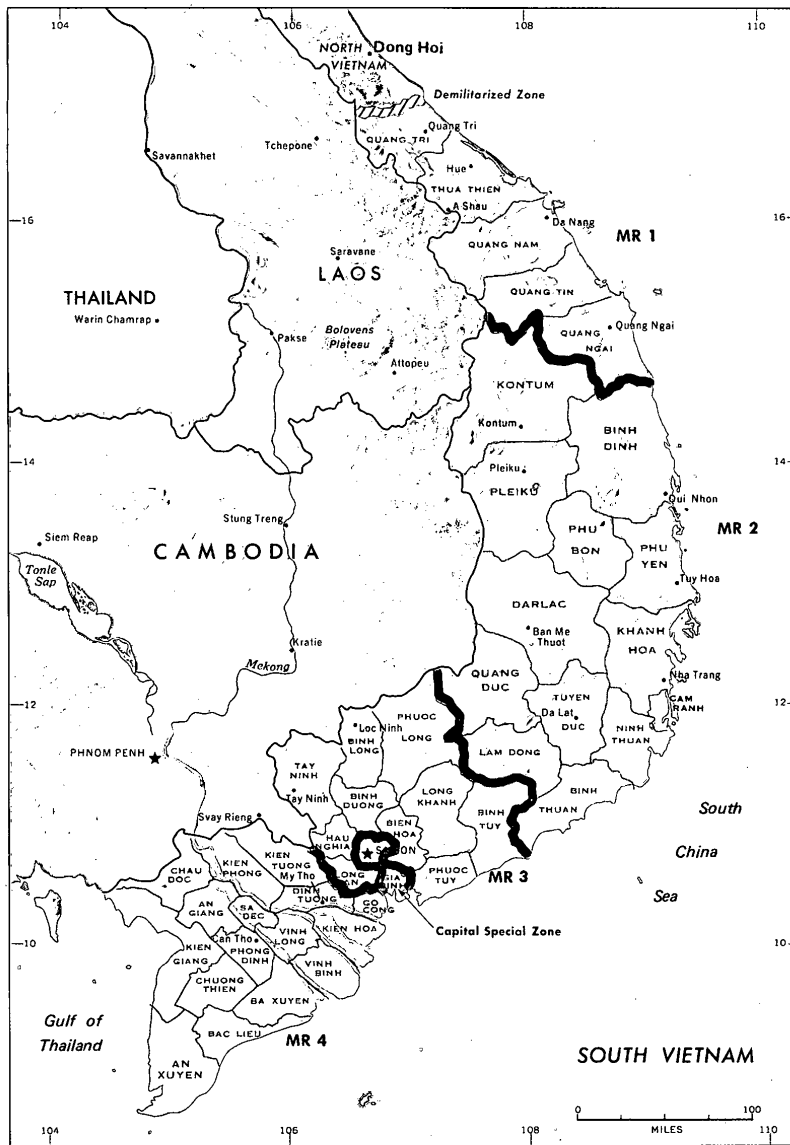 104
106
108
110
NORTH
VIETNAM
Dong Hoi
Demilitarized Zone
Quang Tri
QUANG TRI
Tchepone
Savannakhet
Hue
THUA THIEN
A Shau
16
16
Da Nang
MR 1
QUANG NAM
Saravane
LAOS
THAILAND
Warin Chamrap
QUANG TIN
Bolovens
Plateau
Pakse
Quang Ngai
QUANG
NGAI
Attopeu
KONTUM
Kontum
BINH
DINH
14
14
Pleiku
PLEIKU
Qui Nhon
Stung Treng
MR 2
Siem Reap
CAMBODIA
PHU
BON
PHU
YEN
Tonle
Sap
Tuy Hoa
DARLAC
Ban Me
Thuot
KHANH
HOA
Kratie
Mekong
QUANG
DUC
Nha Trang
CAM
RANH
TUYEN
DUC
Da Lat
12
12
PHUOC
LONG
Loc Ninh
BINH
LONG
NINH
THUAN
PHNOM PENH
LAM DONG
TAY
NINH
Tay Ninh
BINH
DUONG
LONG
KHANH
BINH
TUY
BINH
THUAN
Svay Rieng
BIEN
HOA
HAU
NGHIA
SAIGON
South
China
Sea
MR 3
PHUOC
TUY
CHAU
DOC
KIEN
PHONG
KIEN
TUONG
My Tho
LONG
AN
GIA
DINH
DINH
TUONG
GO
CONG
AN
GIANG
SA
DEC
VINH
LONG
KIEN HOA
Capital Special Zone
10
10
Can Tho
PHONG
DINH
KIEN
GIANG
VINH
BINH
CHUONG
THIEN
BA XUYEN
Gulf of
Thailand
BAC LIEU
MR 4
AN
XUYEN
SOUTH VIETNAM
0
100
MILES
104
106
108
110